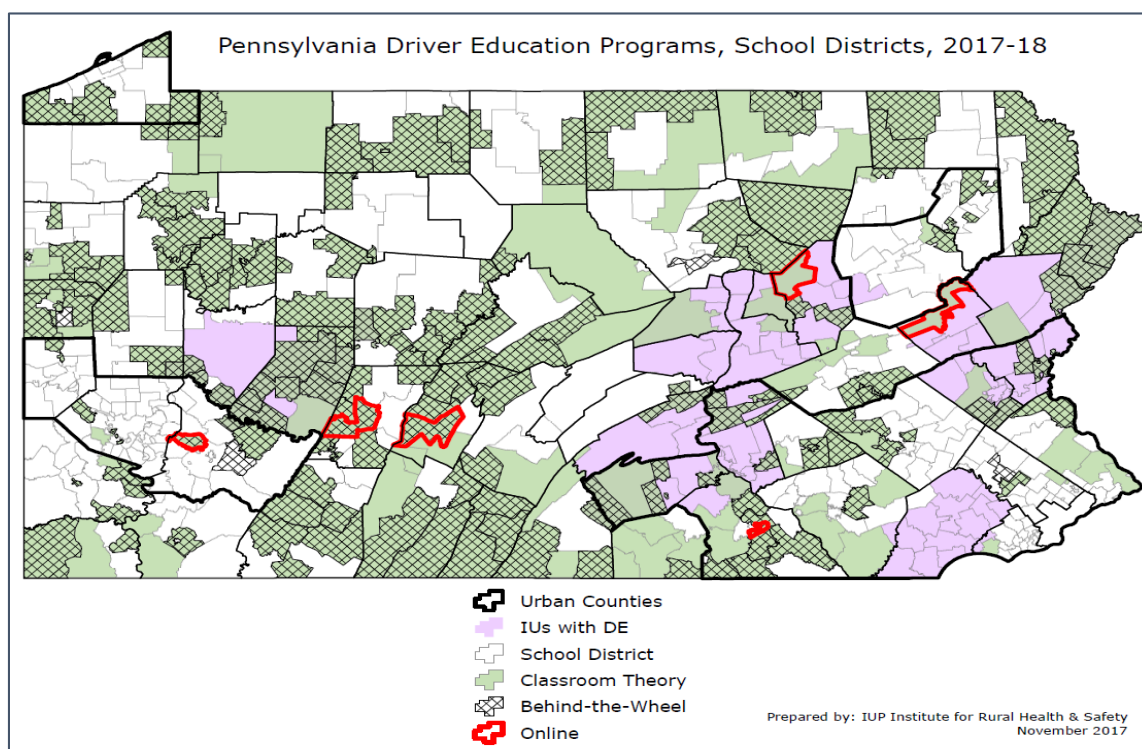 Pennsylvania Driver Education Programs, School Districts, 2017-18
Urban Counties
IUs with DE
School District
Classroom Theory
Behind-the-Wheel
Online
Prepared by: IUP Institute for Rural Health & Safety
November 2017